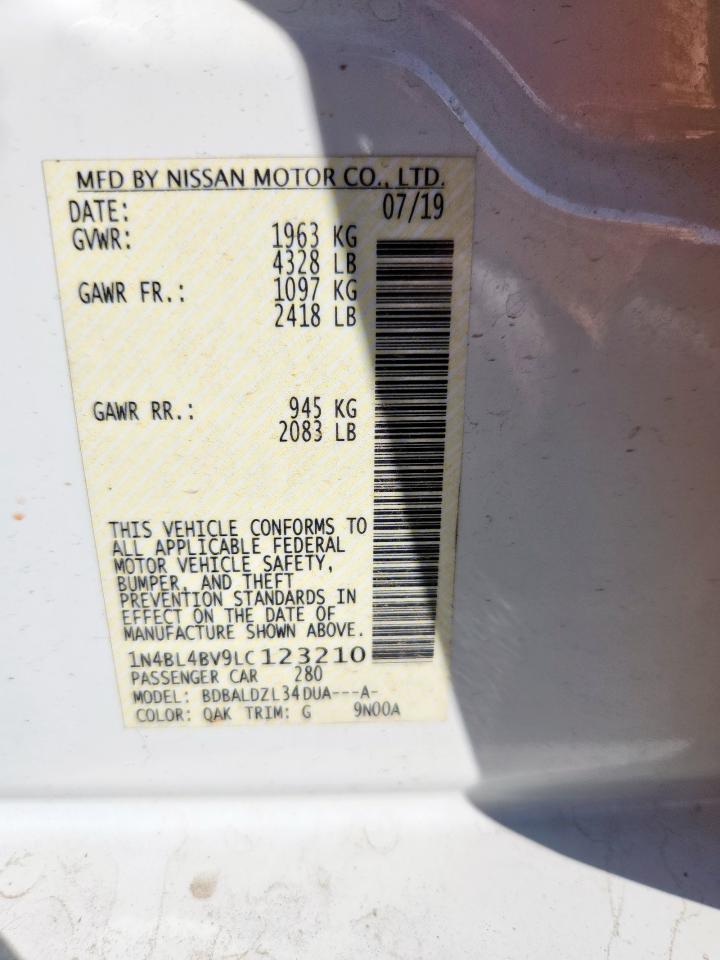 MFD BY NISSAN MOTOR CO., LTD.
DATE: 07/19
GVWR: 1963 KG
4328 LB
GAWR FR.: 1097 KG
2418 LB
GAWR RR.: 945 KG
2083 LB
THIS VEHICLE CONFORMS TO
ALL APPLICABLE FEDERAL
MOTOR VEHICLE SAFETY,
BUMPER, AND THEFT
PREVENTION STANDARDS IN
EFFECT ON THE DATE OF
MANUFACTURE SHOWN ABOVE.
1N4BL4BV9LC123210
PASSENGER CAR 280
MODEL: BDBALDZL34DUA---A-
COLOR: QAK TRIM: G 9N00A